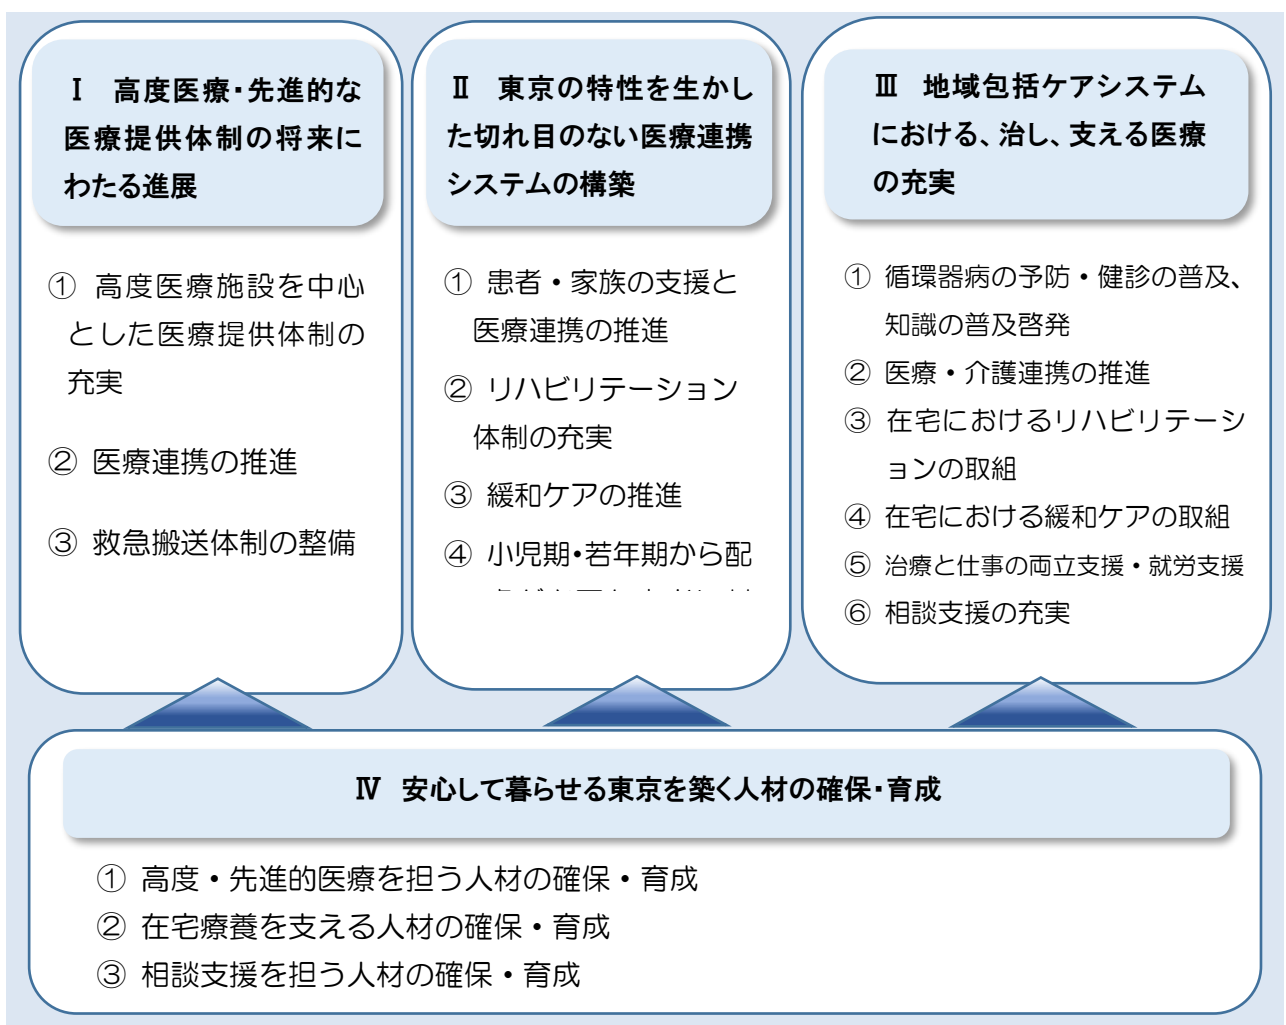 Ⅰ　高度医療・先進的な
医療提供体制の将来に
わたる進展
① 高度医療施設を中心
とした医療提供体制の
充実
② 医療連携の推進
③ 救急搬送体制の整備
Ⅱ　東京の特性を生かし
た切れ目のない医療連携
システムの構築
① 患者・家族の支援と
医療連携の推進
② リハビリテーション
体制の充実
③ 緩和ケアの推進
④ 小児期・若年期から配
Ⅲ　地域包括ケアシステム
における、治し、支える医療
の充実
① 循環器病の予防・健診の普及、
知識の普及啓発
② 医療・介護連携の推進
③ 在宅におけるリハビリテーシ
ョンの取組
④ 在宅における緩和ケアの取組
⑤ 治療と仕事の両立支援・就労支援
⑥ 相談支援の充実
Ⅳ　安心して暮らせる東京を築く人材の確保・育成
① 高度・先進的医療を担う人材の確保・育成
② 在宅療養を支える人材の確保・育成
③ 相談支援を担う人材の確保・育成